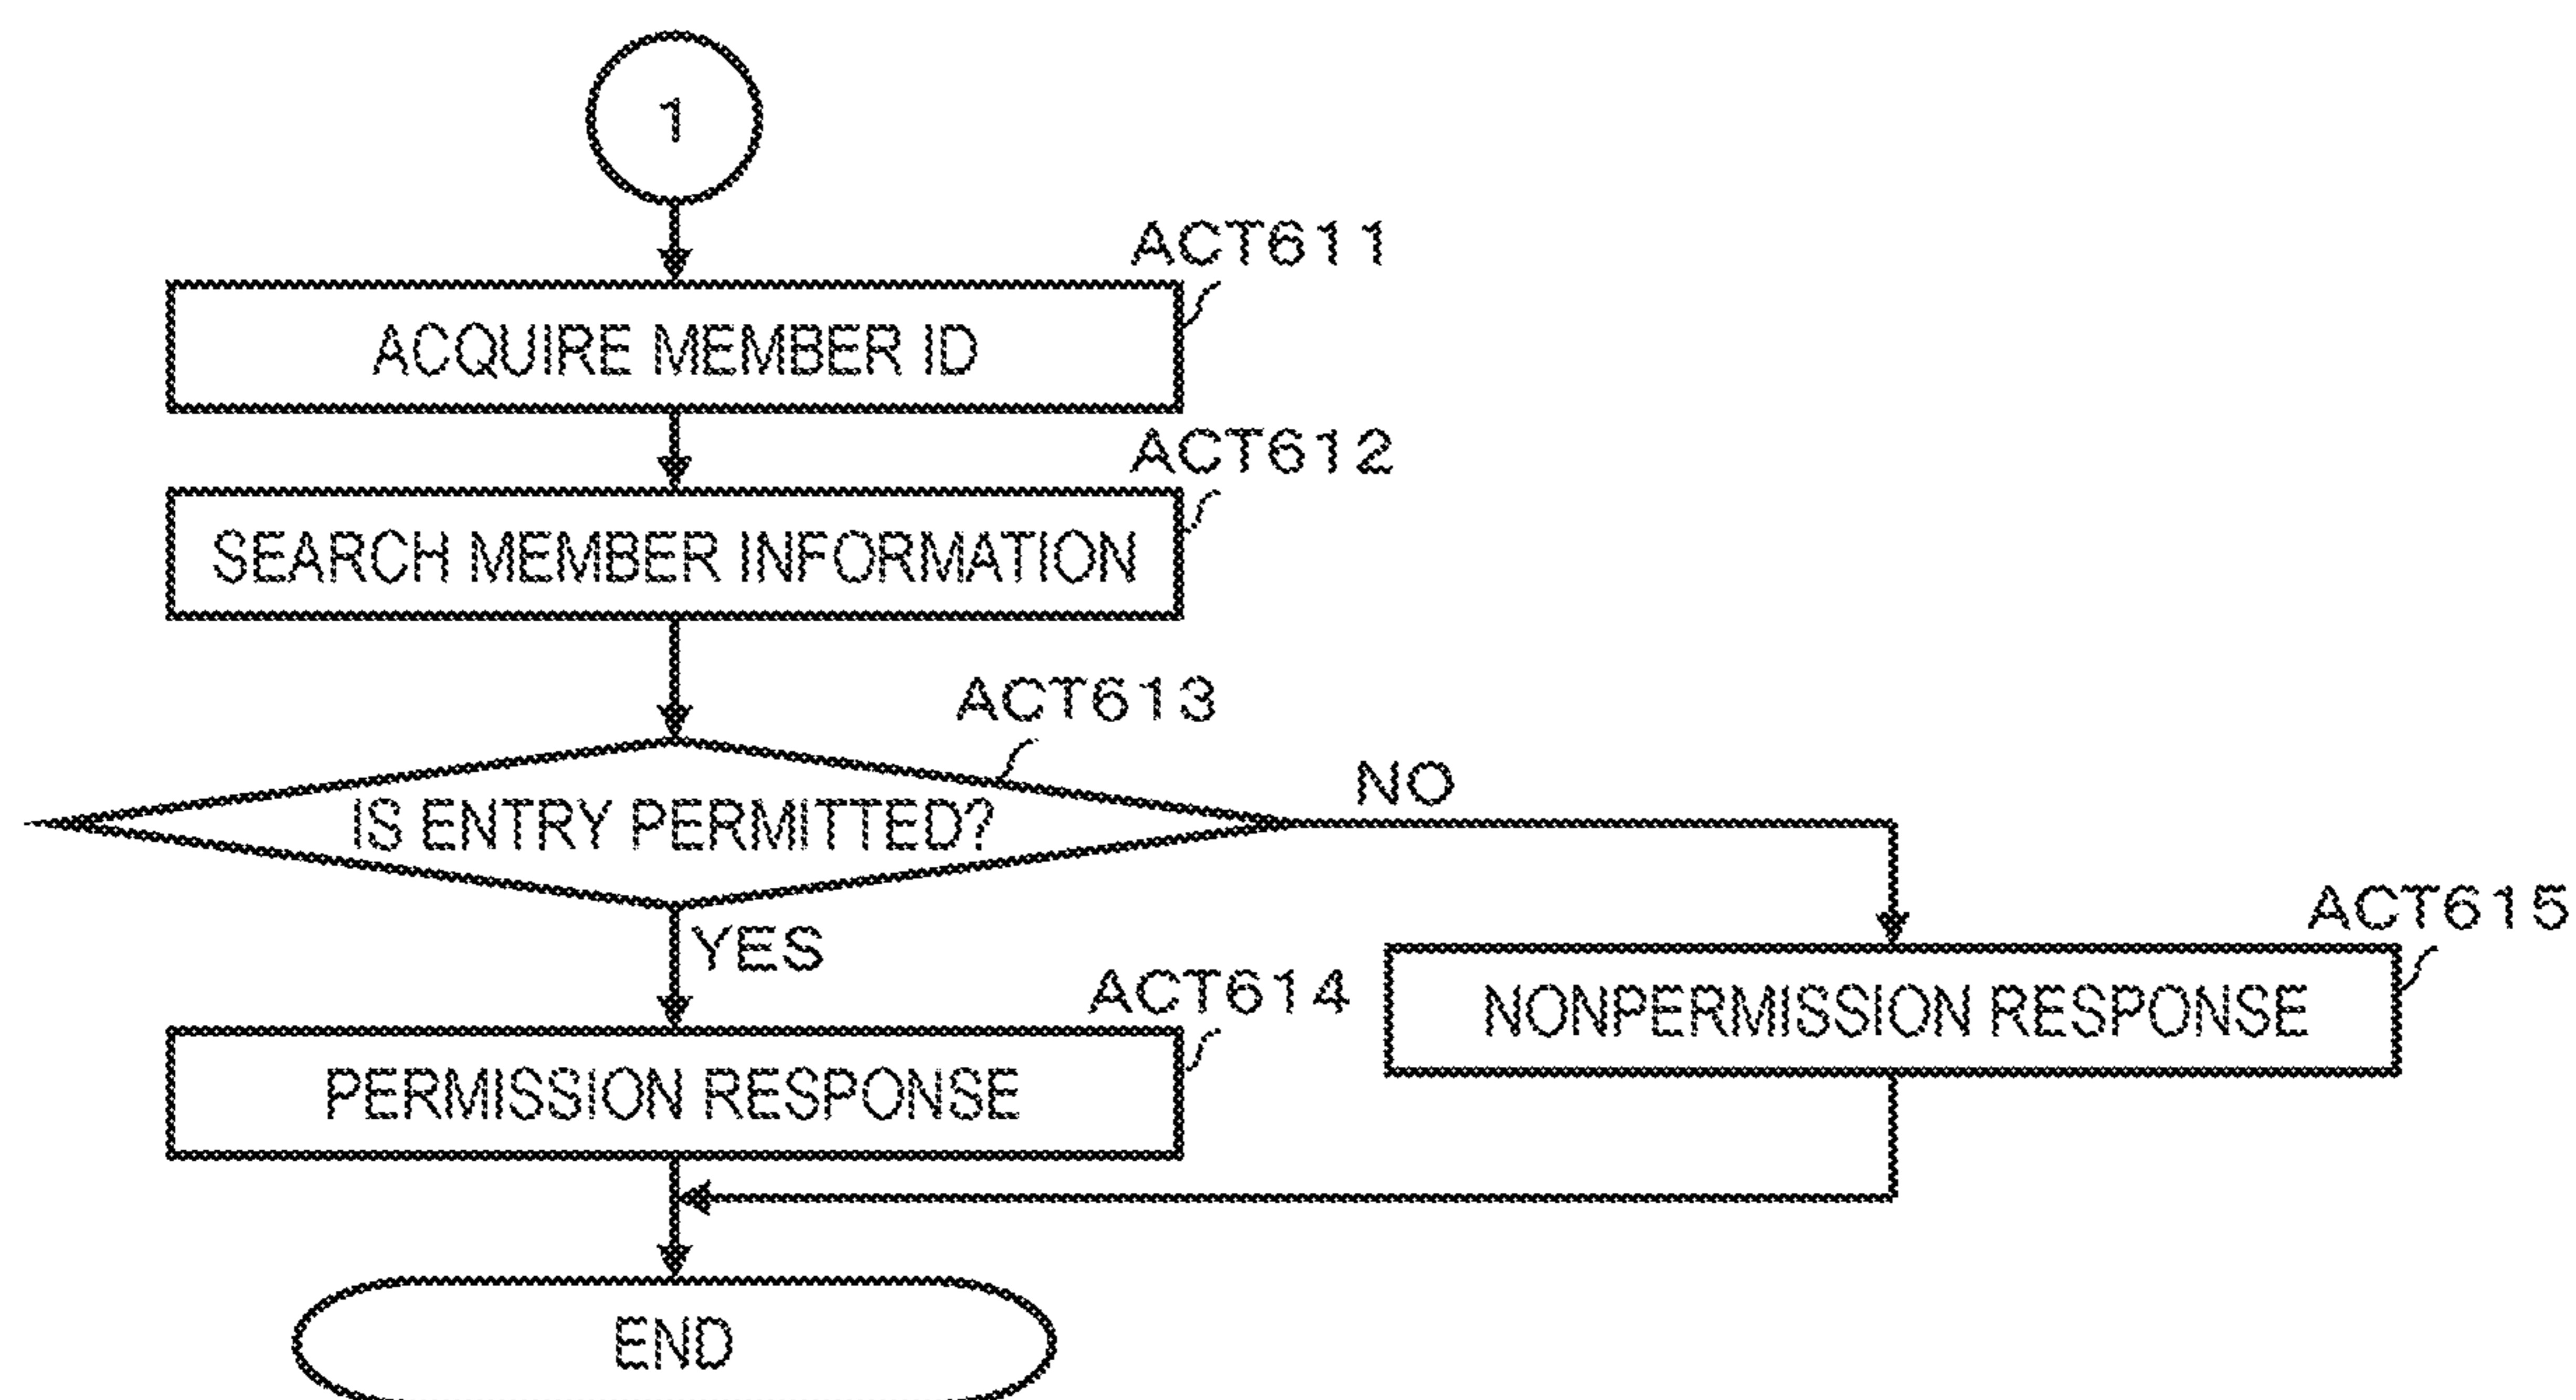 1
ACT611
ACQUIRE MEMBER ID
ACT612
SEARCH MEMBER INFORMATION
ACT613
IS ENTRY PERMITTED?
NO
YES
ACT615
NONPERMISSION RESPONSE
ACT614
PERMISSION RESPONSE
END